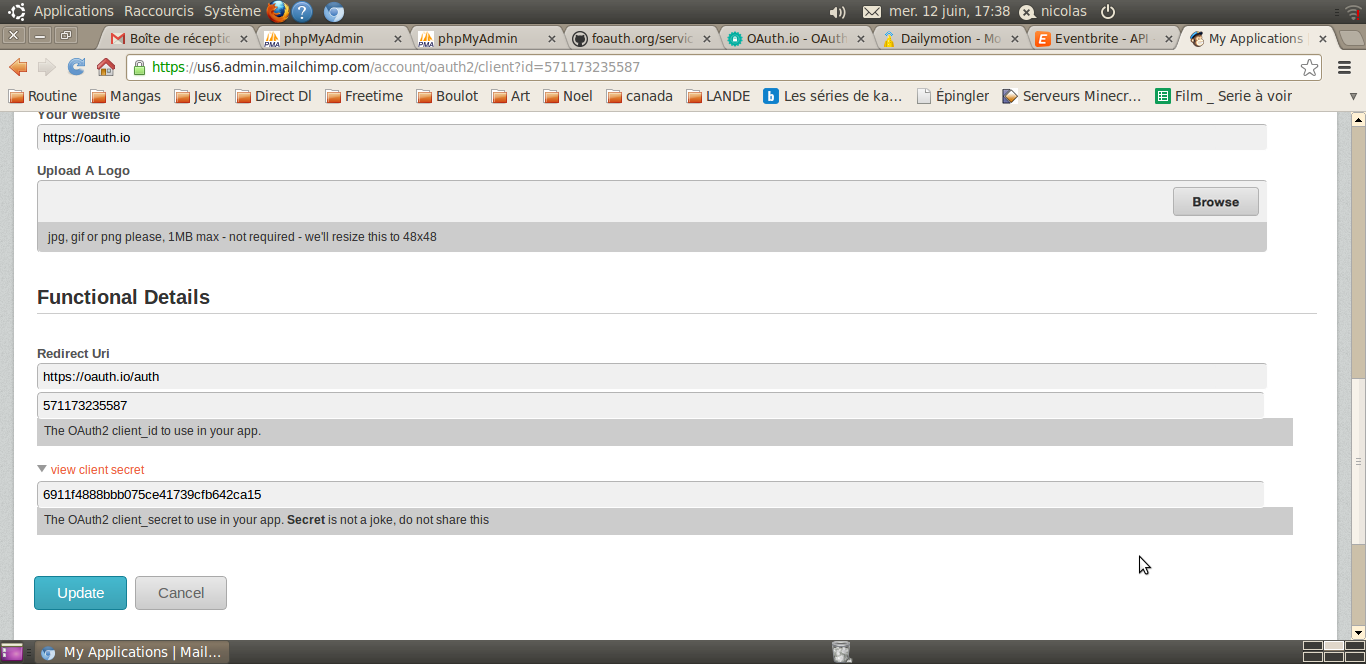 Applications Raccourcis Système mer. 12 juin, 17:38 nicolas
Boîte de récepti phpMyAdmin phpMyAdmin foauth.org/servic OAuth.io - OAuth Dailymotion - Mo Eventbrite - API My Applications
https://us6.admin.mailchimp.com/account/oauth2/client?id=571173235587
Routine Mangas Jeux Direct Dl Freetime Boulot Art Noel canada LANDE Les séries de ka... Épingler Serveurs Minecr... Film _ Serie à voir
Your Website
https://oauth.io
Upload A Logo
Browse
jpg, gif or png please, 1MB max - not required - we'll resize this to 48x48
Functional Details
Redirect Uri
https://oauth.io/auth
571173235587
The OAuth2 client_id to use in your app.
view client secret
6911f4888bbb075ce41739cfb642ca15
The OAuth2 client_secret to use in your app. Secret is not a joke, do not share this
Update Cancel
My Applications | Mail...